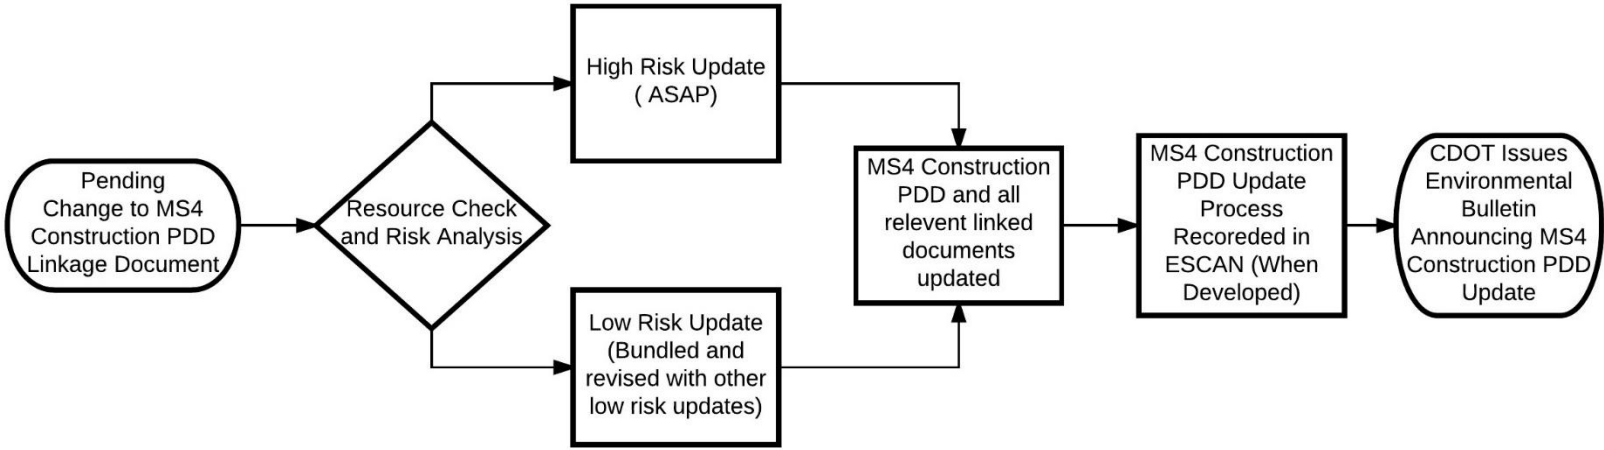 Pending
Change to MS4
Construction PDD
Linkage Document
Resource Check
and Risk Analysis
High Risk Update
( ASAP)
Low Risk Update
(Bundled and
revised with other
low risk updates)
MS4 Construction
PDD and all
relevent linked
documents
updated
MS4 Construction
PDD Update
Process
Recoreded in
ESCAN (When
Developed)
CDOT Issues
Environmental
Bulletin
Announcing MS4
Construction PDD
Update